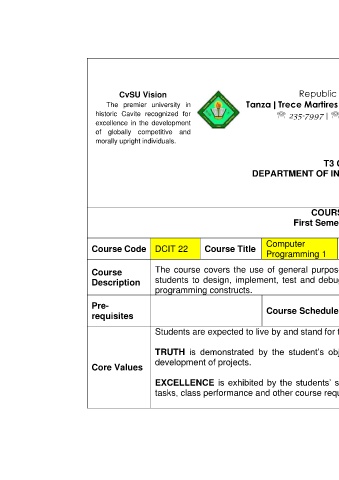 CvSU Vision
The premier university in
historic Cavite recognized for
excellence in the development
of globally competitive and
morally upright individuals.
Republic
Tanza | Trece Martires
☏ 235-7997 | ☏
T3
DEPARTMENT OF IN
COUR
First Seme
Course Code DCIT 22 Course Title Computer
Programming 1
Course
Description
The course covers the use of general purpos
students to design, implement, test and debu
programming constructs.
Pre-
requisites
Course Schedule
Core Values
Students are expected to live by and stand for t
TRUTH is demonstrated by the student's obj
development of projects.
EXCELLENCE is exhibited by the students' s
tasks, class performance and other course requ